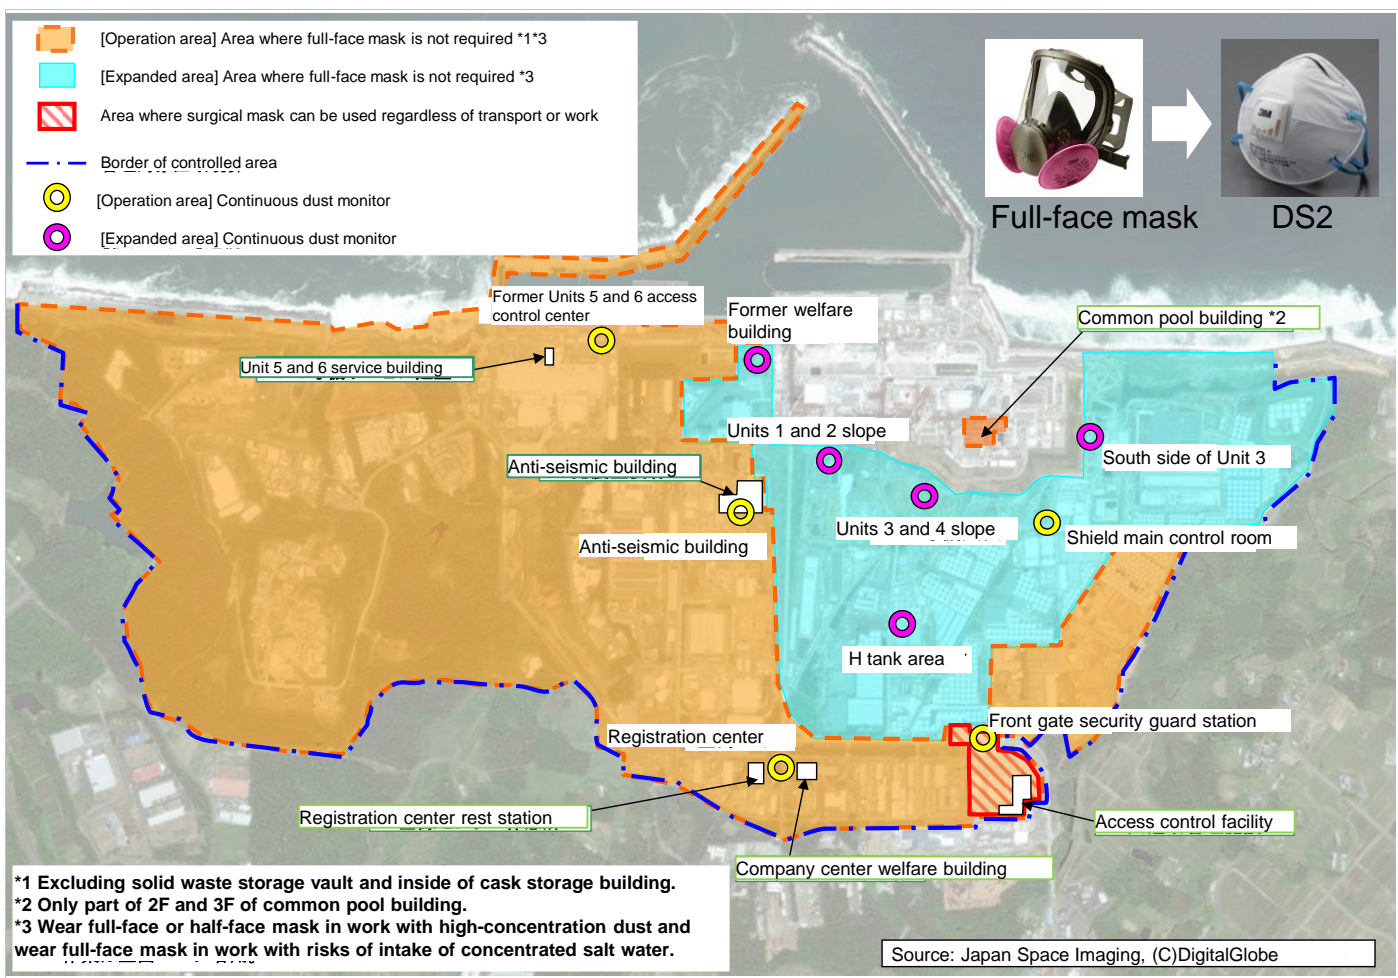 [Operation area] Area where full-face mask is not required *1*3
[Expanded area] Area where full-face mask is not required *3
Area where surgical mask can be used regardless of transport or work
Border of controlled area
[Operation area] Continuous dust monitor
[Expanded area] Continuous dust monitor
3M
Full-face mask
DS2
Former Units 5 and 6 access
control center
Former welfare
building
Common pool building *2
Unit 5 and 6 service building
Units 1 and 2 slope
South side of Unit 3
Anti-seismic building
Units 3 and 4 slope
Shield main control room
Anti-seismic building
H tank area
Front gate security guard station
Registration center
Registration center rest station
Access control facility
Company center welfare building
*1 Excluding solid waste storage vault and inside of cask storage building.
*2 Only part of 2F and 3F of common pool building.
*3 Wear full-face or half-face mask in work with high-concentration dust and
wear full-face mask in work with risks of intake of concentrated salt water.
Source: Japan Space Imaging, (C)DigitalGlobe